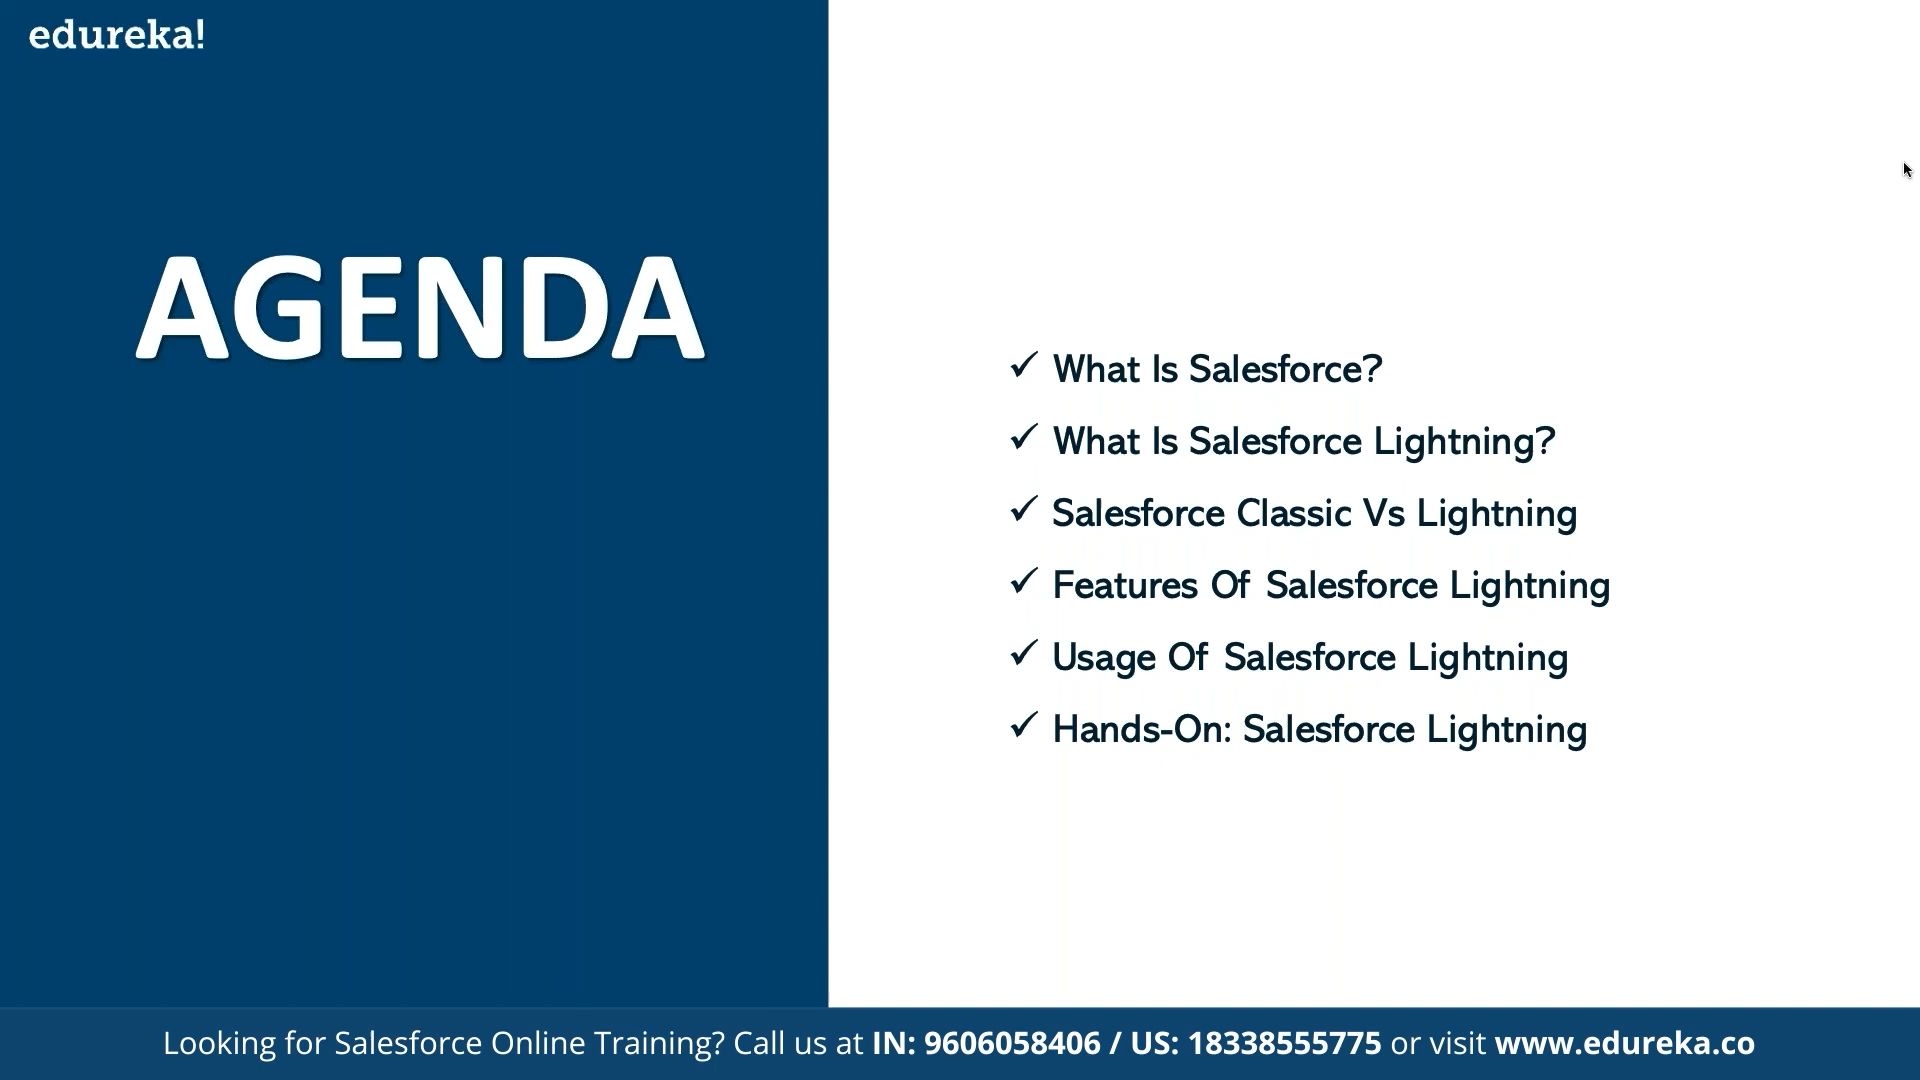 edureka!
AGENDA
✓ What Is Salesforce?
✓ What Is Salesforce Lightning?
✓ Salesforce Classic Vs Lightning
✓ Features Of Salesforce Lightning
✓ Usage Of Salesforce Lightning
✓ Hands-On: Salesforce Lightning
Looking for Salesforce Online Training? Call us at IN: 9606058406 / US: 18338555775 or visit www.edureka.co